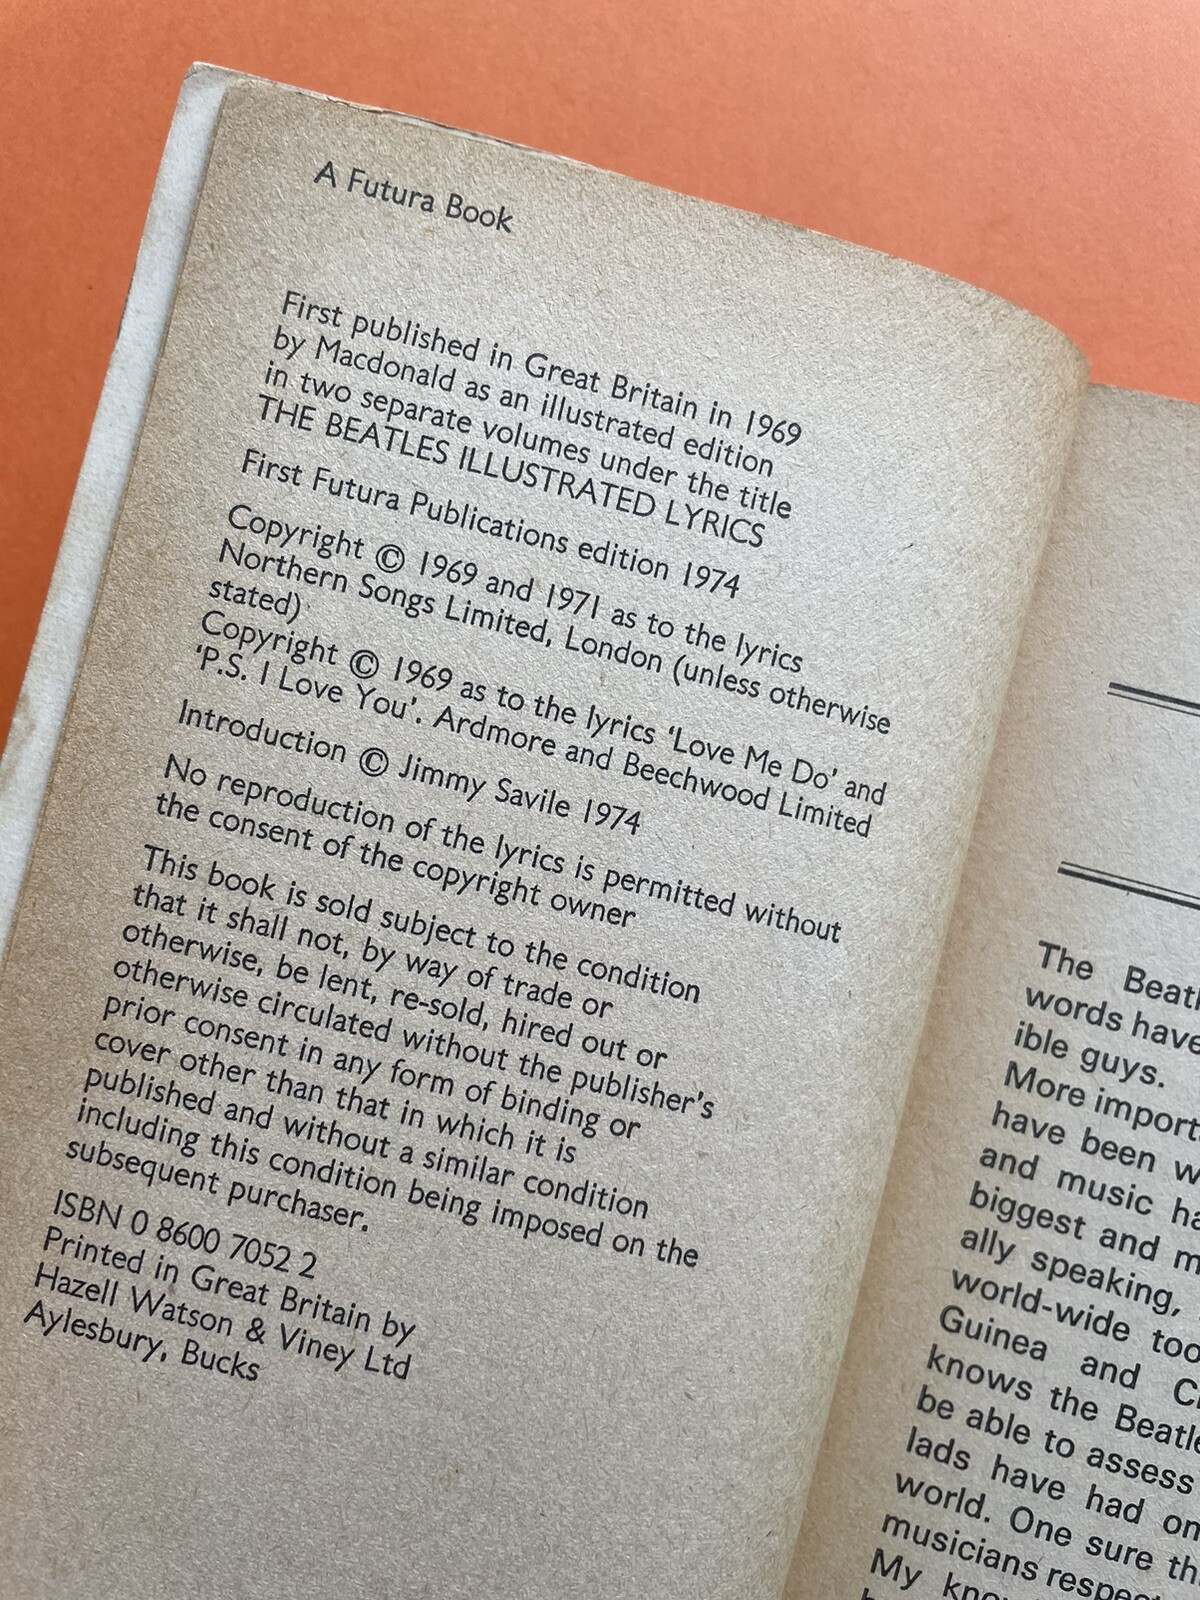 A Futura Book
First published in Great Britain in 1969
by Macdonald as an illustrated edition
in two separate volumes under the title
THE BEATLES ILLUSTRATED LYRICS
First Futura Publications edition 1974
Copyright © 1969 and 1971 as to the lyrics
Northern Songs Limited, London (unless otherwise
stated)
Copyright © 1969 as to the lyrics 'Love Me Do' and
'P.S. I Love You'. Ardmore and Beechwood Limited
Introduction © Jimmy Savile 1974
No reproduction of the lyrics is permitted without
the consent of the copyright owner
This book is sold subject to the condition
that it shall not, by way of trade or
otherwise, be lent, re-sold, hired out or
otherwise circulated without the publisher's
prior consent in any form of binding or
cover other than that in which it is
published and without a similar condition
including this condition being imposed on the
subsequent purchaser.
ISBN 0 8600 7052 2
Printed in Great Britain by
Hazell Watson & Viney Ltd
Aylesbury, Bucks
The
words have
ible guys.
More
have been
and music
biggest and
ally speaking,
world-wide
Guinea and
knows the
be able to assess
lads have had
world. One sure
musicians
My